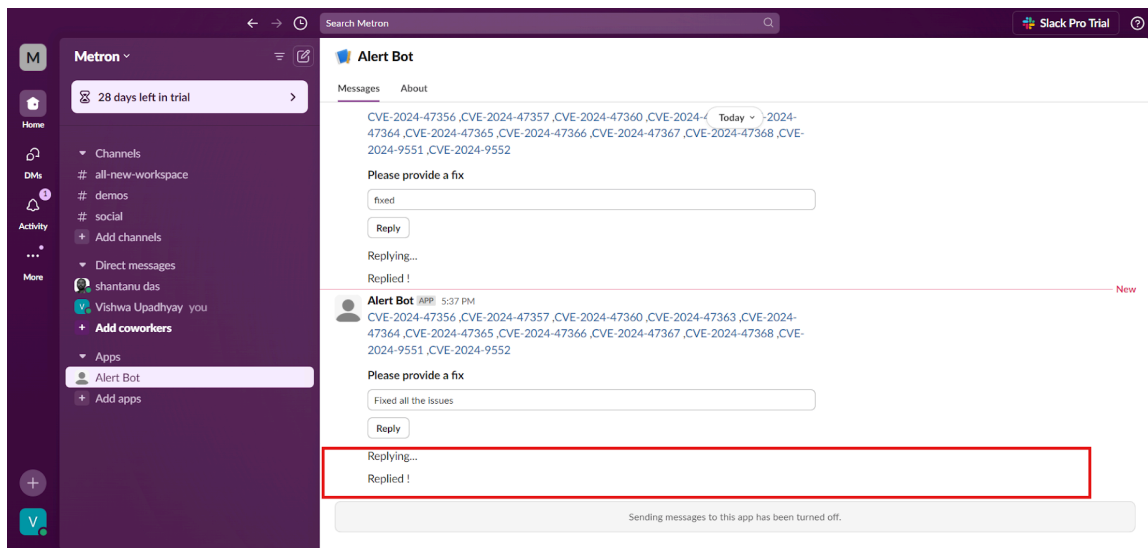 Search Metron
Slack Pro Trial
M
Metron
28 days left in trial
Home
DMs
1
Activity
More
Channels
# all-new-workspace
# demos
# social
+ Add channels
Direct messages
shantanu das
V Vishwa Upadhyay you
+ Add coworkers
Apps
Alert Bot
+ Add apps
+
V
Alert Bot
Messages About
CVE-2024-47356 ,CVE-2024-47357 ,CVE-2024-47360 ,CVE-2024- Today -2024-
47364 ,CVE-2024-47365 ,CVE-2024-47366 ,CVE-2024-47367 ,CVE-2024-47368 ,CVE-
2024-9551 ,CVE-2024-9552
Please provide a fix
fixed
Reply
Replying...
Replied !
New
Alert Bot APP 5:37 PM
CVE-2024-47356 ,CVE-2024-47357 ,CVE-2024-47360 ,CVE-2024-47363 ,CVE-2024-
47364 ,CVE-2024-47365 ,CVE-2024-47366 ,CVE-2024-47367 ,CVE-2024-47368 ,CVE-
2024-9551 ,CVE-2024-9552
Please provide a fix
Fixed all the issues
Reply
Replying...
Replied !
Sending messages to this app has been turned off.